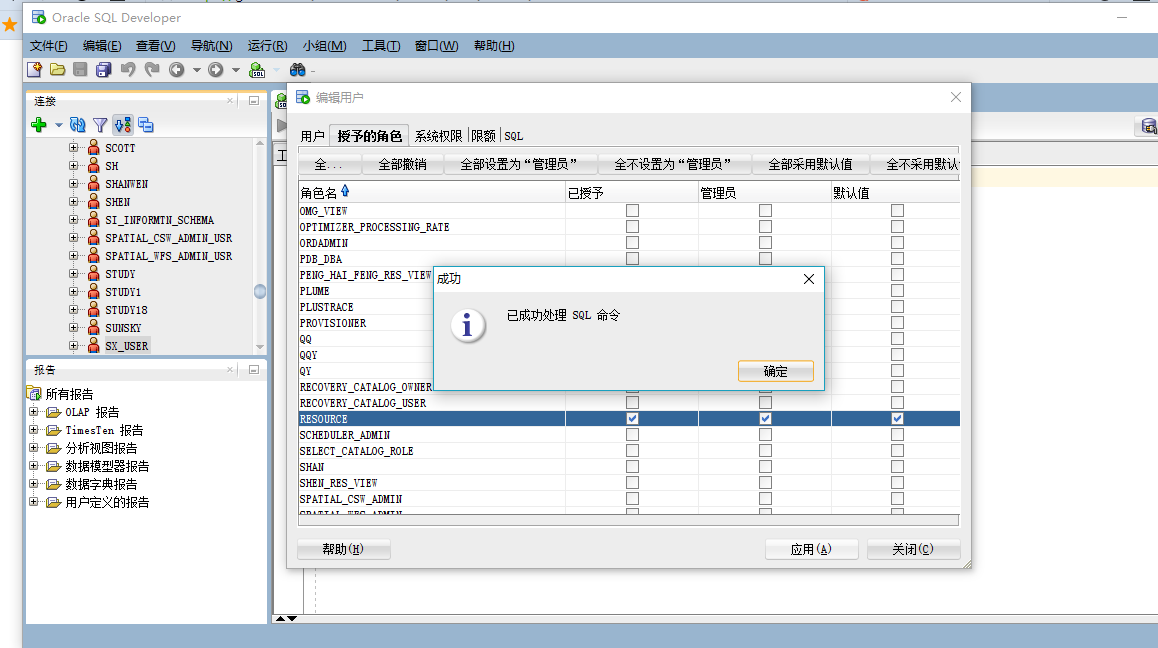 Oracle SQL Developer
文件(F) 编辑(E) 查看(V) 导航(N) 运行(R) 小组(M) 工具(T) 窗口(W) 帮助(H)
连接
SCOTT
SH
SHANWEN
SHEN
SI_INFORMTN_SCHEMA
SPATIAL_CSW_ADMIN_USR
SPATIAL_WFS_ADMIN_USR
STUDY
STUDY1
STUDY18
SUNSKY
SX_USER
报告
所有报告
OLAP 报告
TimesTen 报告
分析视图报告
数据模型器报告
数据字典报告
用户定义的报告
编辑用户
用户 授予的角色 系统权限 限额 SQL
全... 全部撤销 全部设置为“管理员” 全不设置为“管理员” 全部采用默认值 全不采用默认
角色名 已授予 管理员 默认值
OMG_VIEW
OPTIMIZER_PROCESSING_RATE
ORDADMIN
PDB_DBA
PENG_HAI_FENG_RES_VIEW
PLUME
PLUSTRACE
PROVISIONER
QQ
QQY
QY
RECOVERY_CATALOG_OWNER
RECOVERY_CATALOG_USER
RESOURCE
SCHEDULER_ADMIN
SELECT_CATALOG_ROLE
SHAN
SHEN_RES_VIEW
SPATIAL_CSW_ADMIN
SPATIAL_WFS_ADMIN
成功
已成功处理 SQL 命令
确定
帮助(H) 应用(A) 关闭(C)